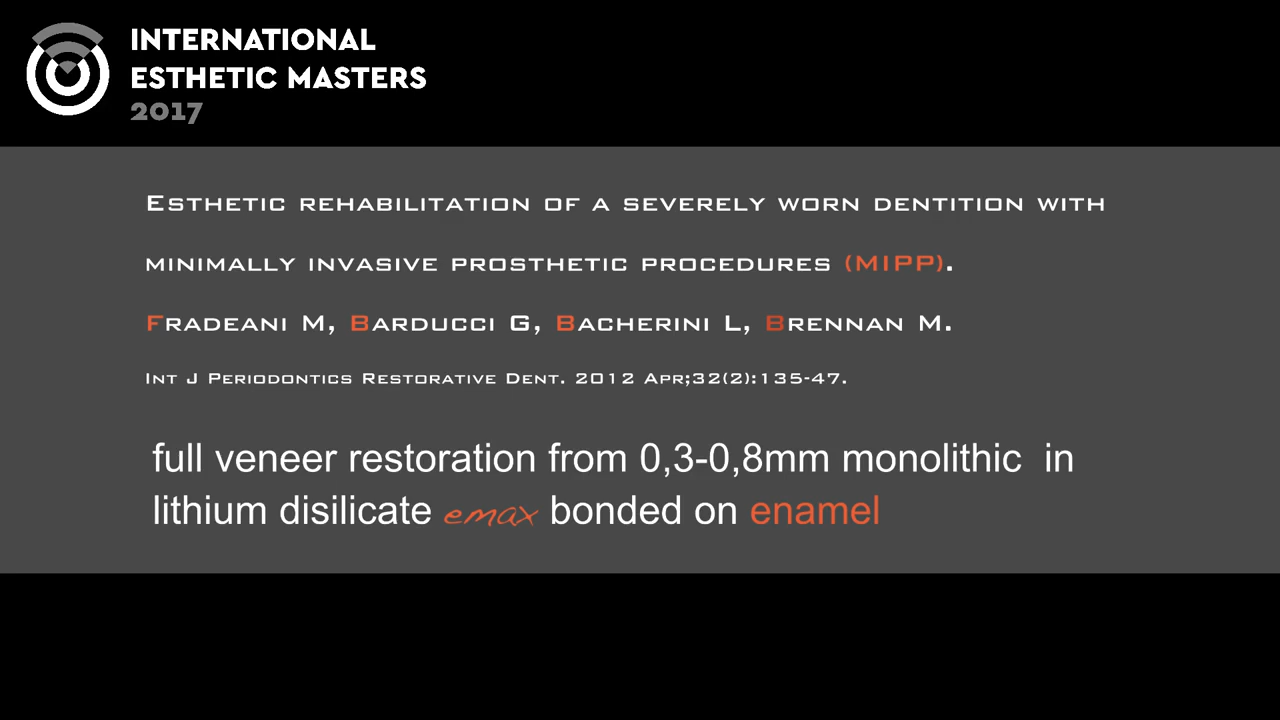 INTERNATIONAL
ESTHETIC MASTERS
2017
Esthetic rehabilitation of a severely worn dentition with
minimally invasive prosthetic procedures (MIPP).
Fradeani M, Barducci G, Bacherini L, Brennan M.
Int J Periodontics Restorative Dent. 2012 Apr;32(2):135-47.
full veneer restoration from 0,3-0,8mm monolithic in
lithium disilicate emax bonded on enamel